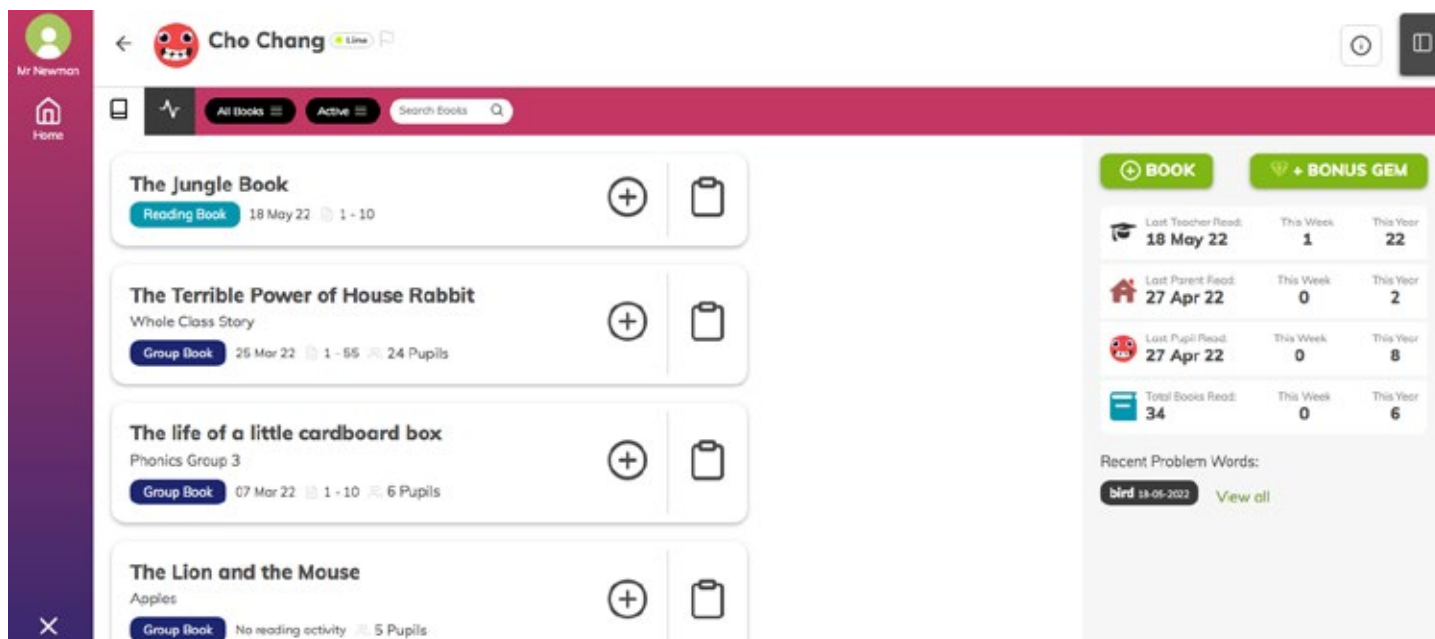 Mr Newman
Home
Cho Chang
Lime
All Books
Active
Search Books
The Jungle Book
Reading Book 18 May 22 1 - 10
The Terrible Power of House Rabbit
Whole Class Story
Group Book 25 Mar 22 1 - 55 24 Pupils
The life of a little cardboard box
Phonics Group 3
Group Book 07 Mar 22 1 - 10 6 Pupils
The Lion and the Mouse
Apples
Group Book No reading activity 5 Pupils
BOOK
+ BONUS GEM
Last Teacher Read: This Week This Year
18 May 22 1 22
Last Parent Read: This Week This Year
27 Apr 22 0 2
Last Pupil Read: This Week This Year
27 Apr 22 0 8
Total Books Read: This Week This Year
34 0 6
Recent Problem Words:
bird 18-05-2022 View all